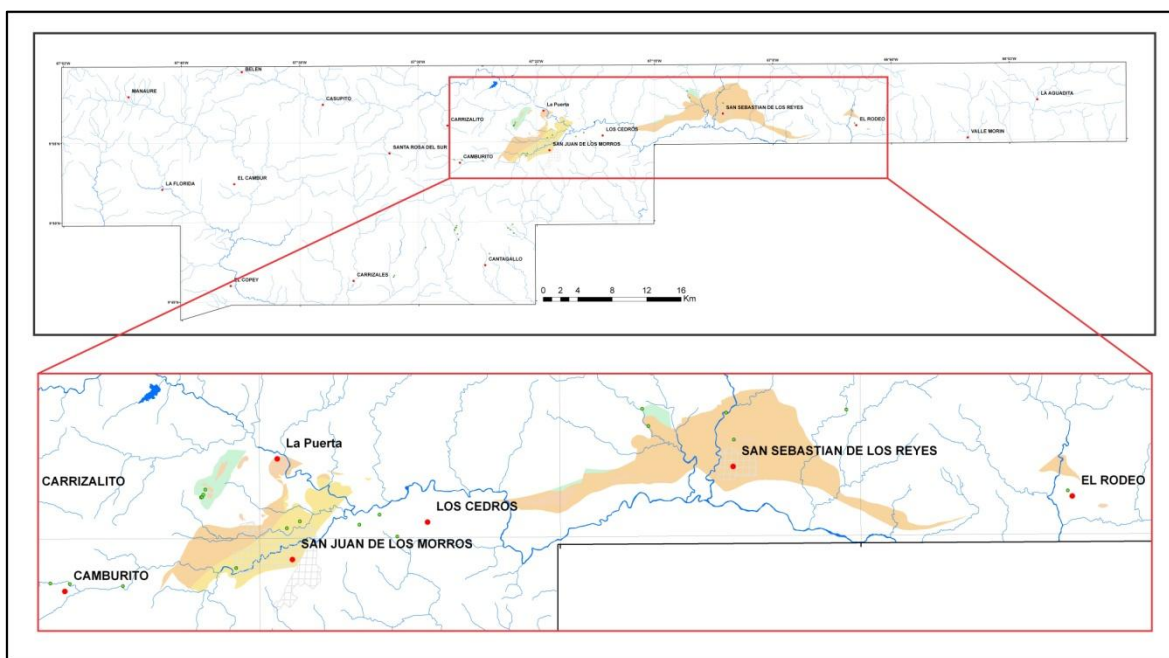 BELEN
MANAURE
CASUPITO
LA AGUADITA
La Puerta
SAN SEBASTIAN DE LOS REYES
CARRIZALITO
EL RODEO
LOS CEDROS
VALLE MORIN
SAN JUAN DE LOS MORROS
SANTA ROSA DEL SUR
CAMBURITO
EL CAMBUR
LA FLORIDA
CANTAGALLO
CARRIZALES
EL COPEY
0 2 4 8 12 16
Km
La Puerta
SAN SEBASTIAN DE LOS REYES
CARRIZALITO
EL RODEO
LOS CEDROS
SAN JUAN DE LOS MORROS
CAMBURITO